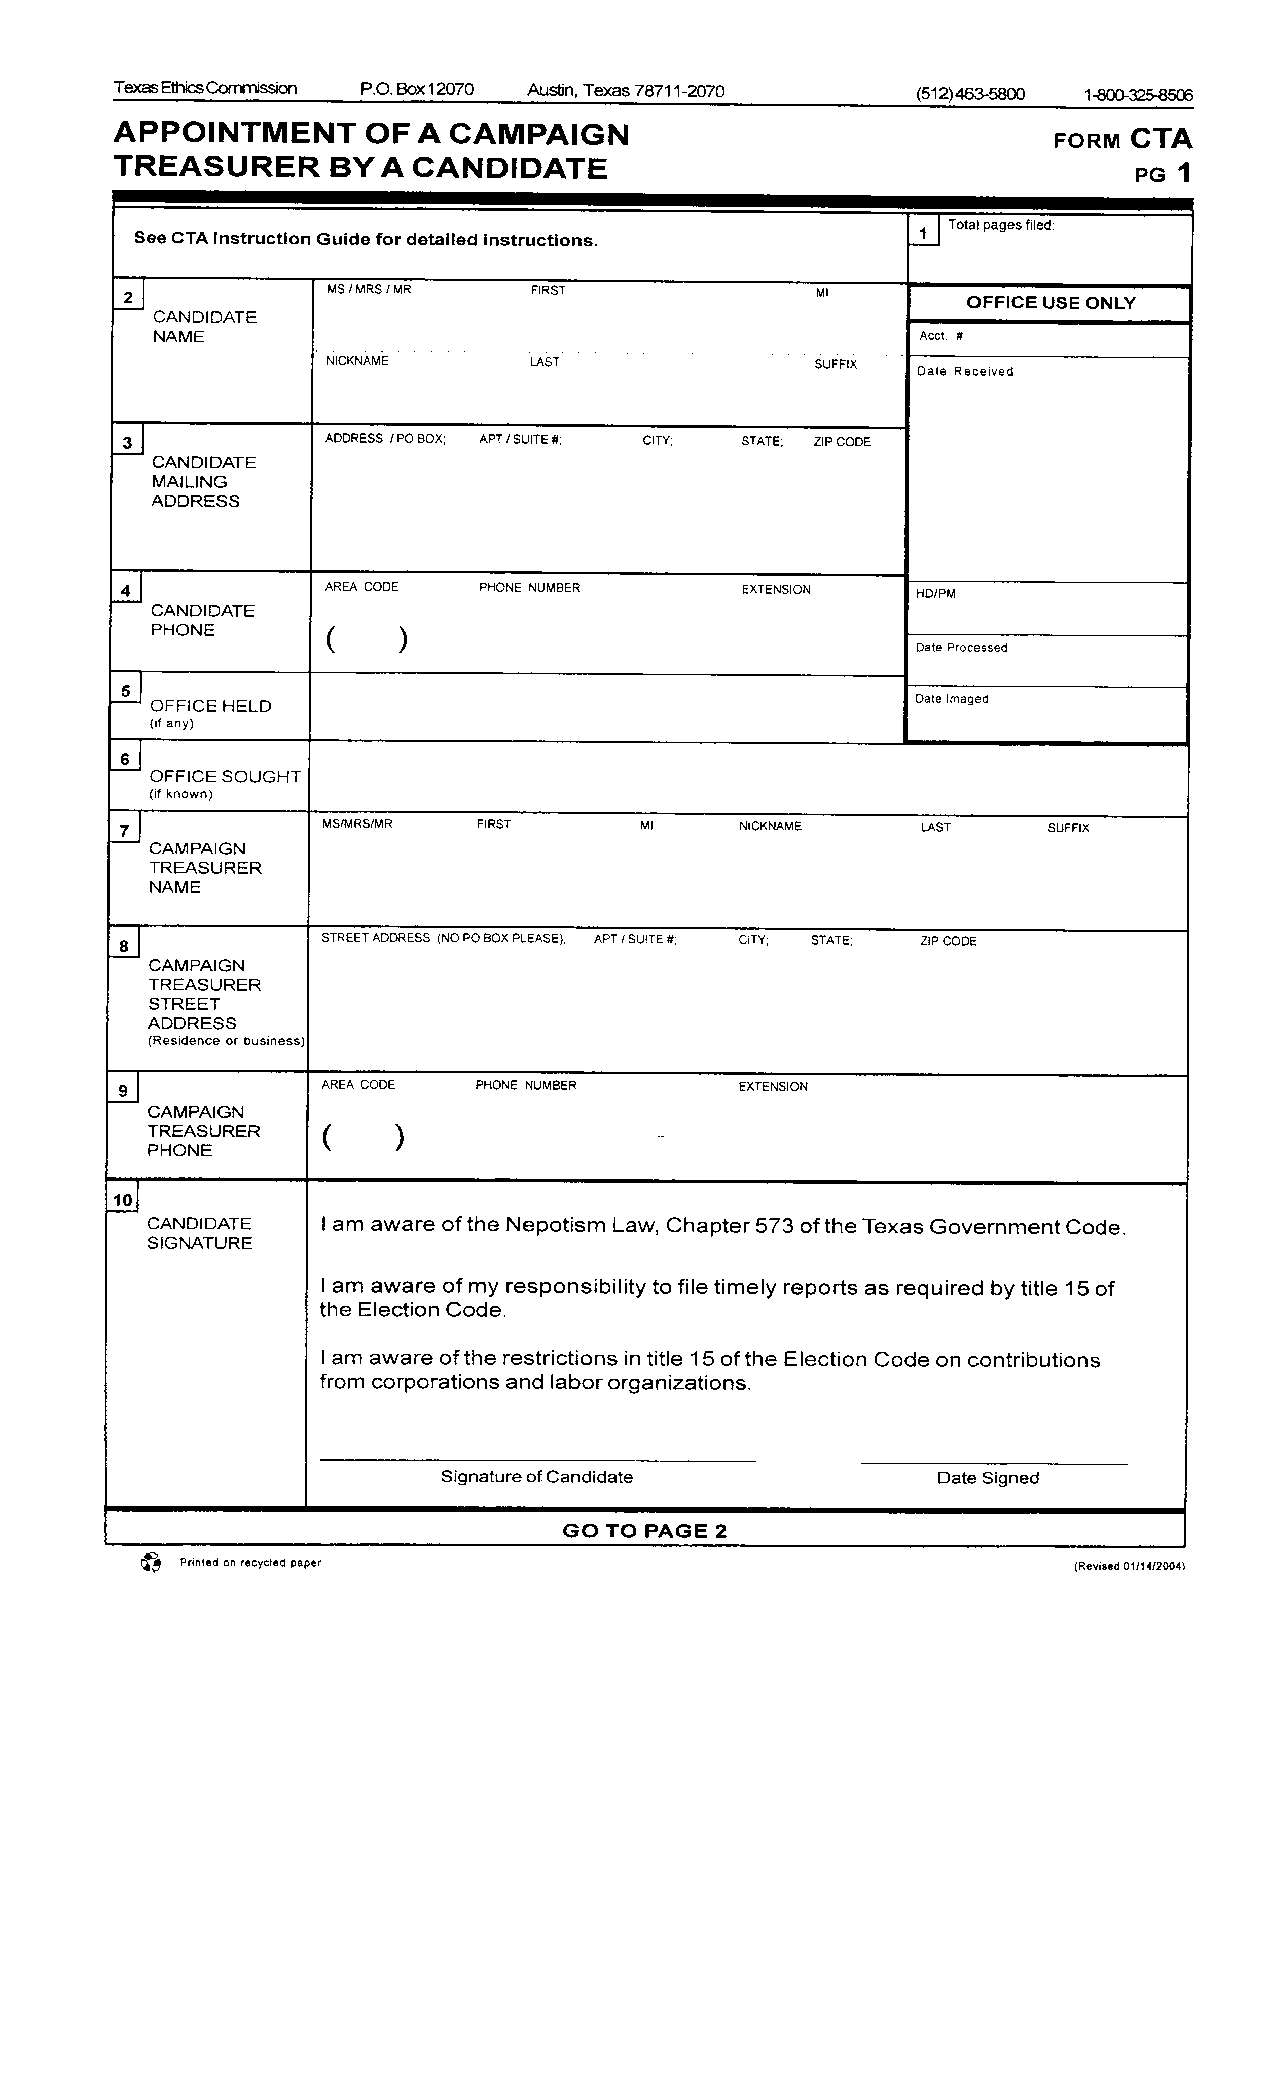 Texas Ethics Commission P.O. Box 12070 Austin, Texas 78711-2070 (512) 463-5800 1-800-325-8506
APPOINTMENT OF A CAMPAIGN
TREASURER BY A CANDIDATE
FORM CTA
PG 1
See CTA Instruction Guide for detailed instructions.
1 Total pages filed:
2 CANDIDATE
NAME
MS / MRS / MR FIRST MI
NICKNAME LAST SUFFIX
OFFICE USE ONLY
Acct. #
Date Received
3 CANDIDATE
MAILING
ADDRESS
ADDRESS / PO BOX; APT / SUITE #; CITY; STATE; ZIP CODE
4 CANDIDATE
PHONE
AREA CODE PHONE NUMBER EXTENSION
( )
HD/PM
Date Processed
Date Imaged
5 OFFICE HELD
(if any)
6 OFFICE SOUGHT
(if known)
7 CAMPAIGN
TREASURER
NAME
MS/MRS/MR FIRST MI NICKNAME LAST SUFFIX
8 CAMPAIGN
TREASURER
STREET
ADDRESS
(Residence or business)
STREET ADDRESS (NO PO BOX PLEASE); APT / SUITE #; CITY; STATE; ZIP CODE
9 CAMPAIGN
TREASURER
PHONE
AREA CODE PHONE NUMBER EXTENSION
( )
10 CANDIDATE
SIGNATURE
I am aware of the Nepotism Law, Chapter 573 of the Texas Government Code.
I am aware of my responsibility to file timely reports as required by title 15 of
the Election Code.
I am aware of the restrictions in title 15 of the Election Code on contributions
from corporations and labor organizations.
Signature of Candidate Date Signed
GO TO PAGE 2
Printed on recycled paper (Revised 01/14/2004)